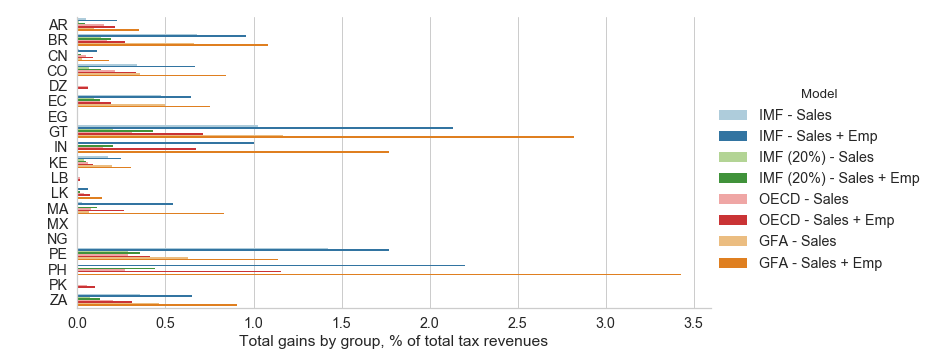 AR
BR
CN
CO
DZ
EC
EG
GT
IN
KE
LB
LK
MA
MX
NG
PE
PH
PK
ZA
0.0 0.5 1.0 1.5 2.0 2.5 3.0 3.5
Total gains by group, % of total tax revenues
Model
IMF - Sales
IMF - Sales + Emp
IMF (20%) - Sales
IMF (20%) - Sales + Emp
OECD - Sales
OECD - Sales + Emp
GFA - Sales
GFA - Sales + Emp